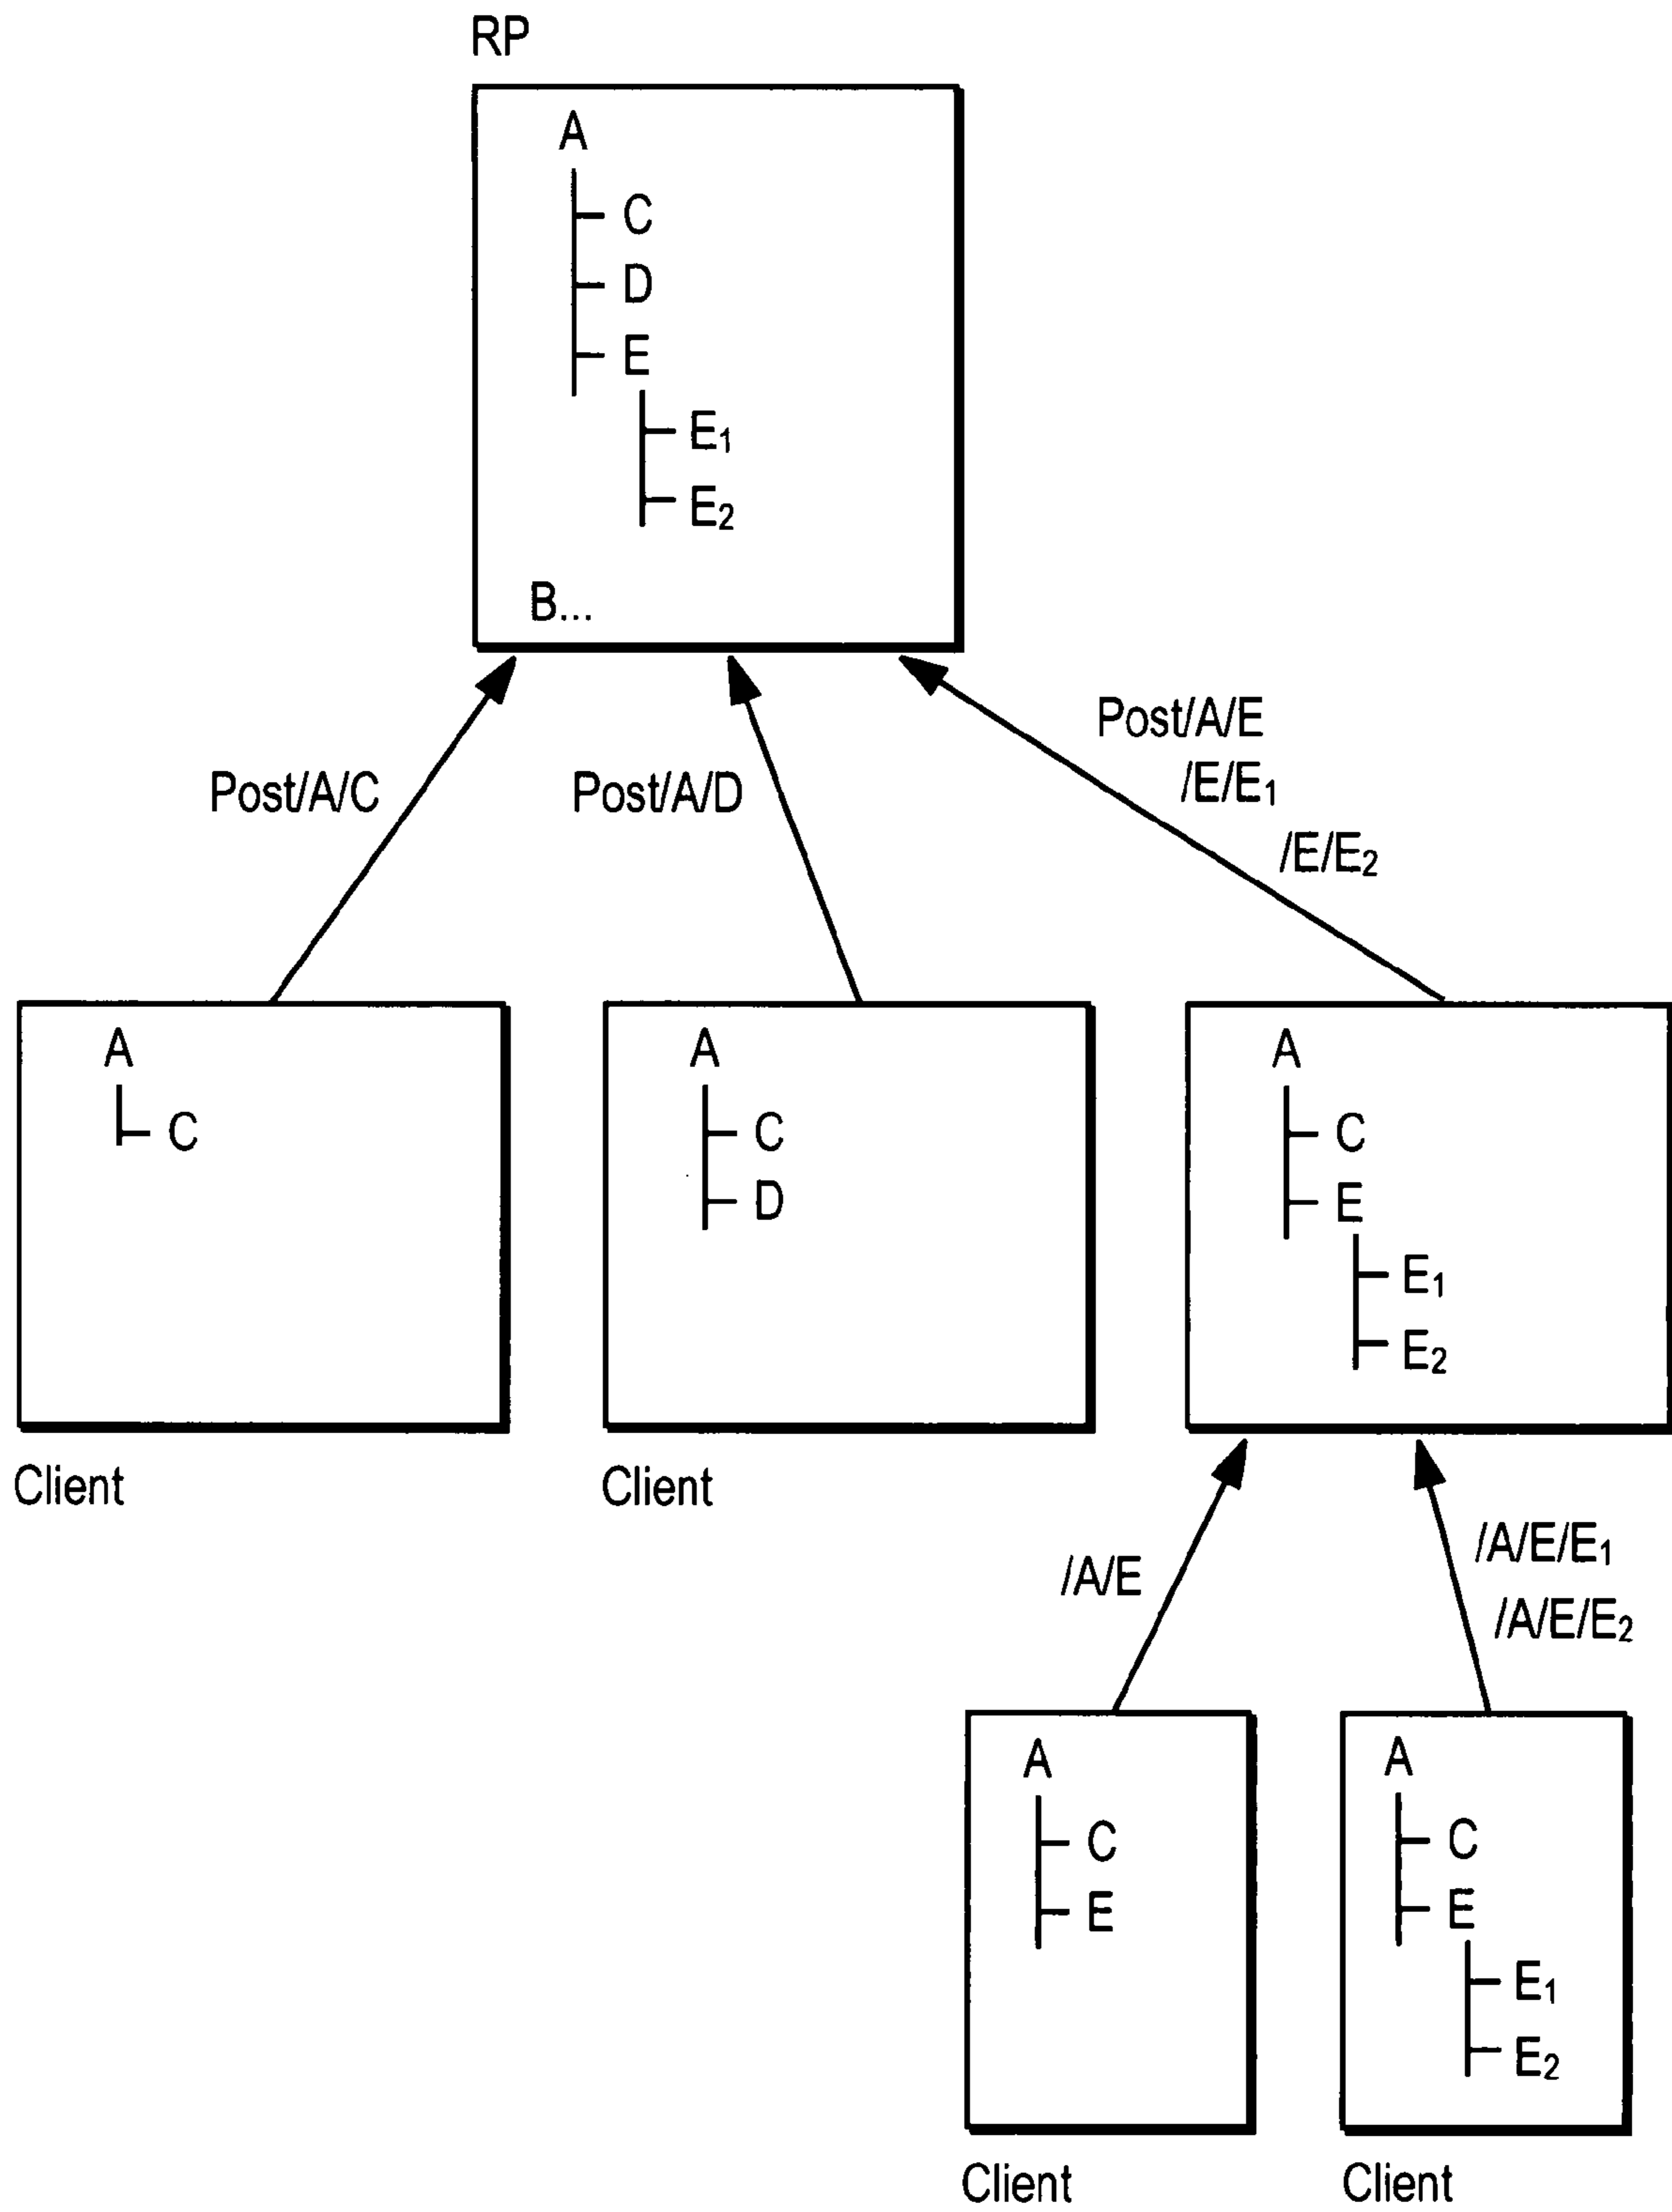 RP
A
C
D
E
E₁
E₂
B...
Post/A/C
Post/A/D
Post/A/E
/E/E₁
/E/E₂
A
C
Client
A
C
D
Client
A
C
E
E₁
E₂
/A/E
/A/E/E₁
/A/E/E₂
A
C
E
Client
A
C
E
E₁
E₂
Client